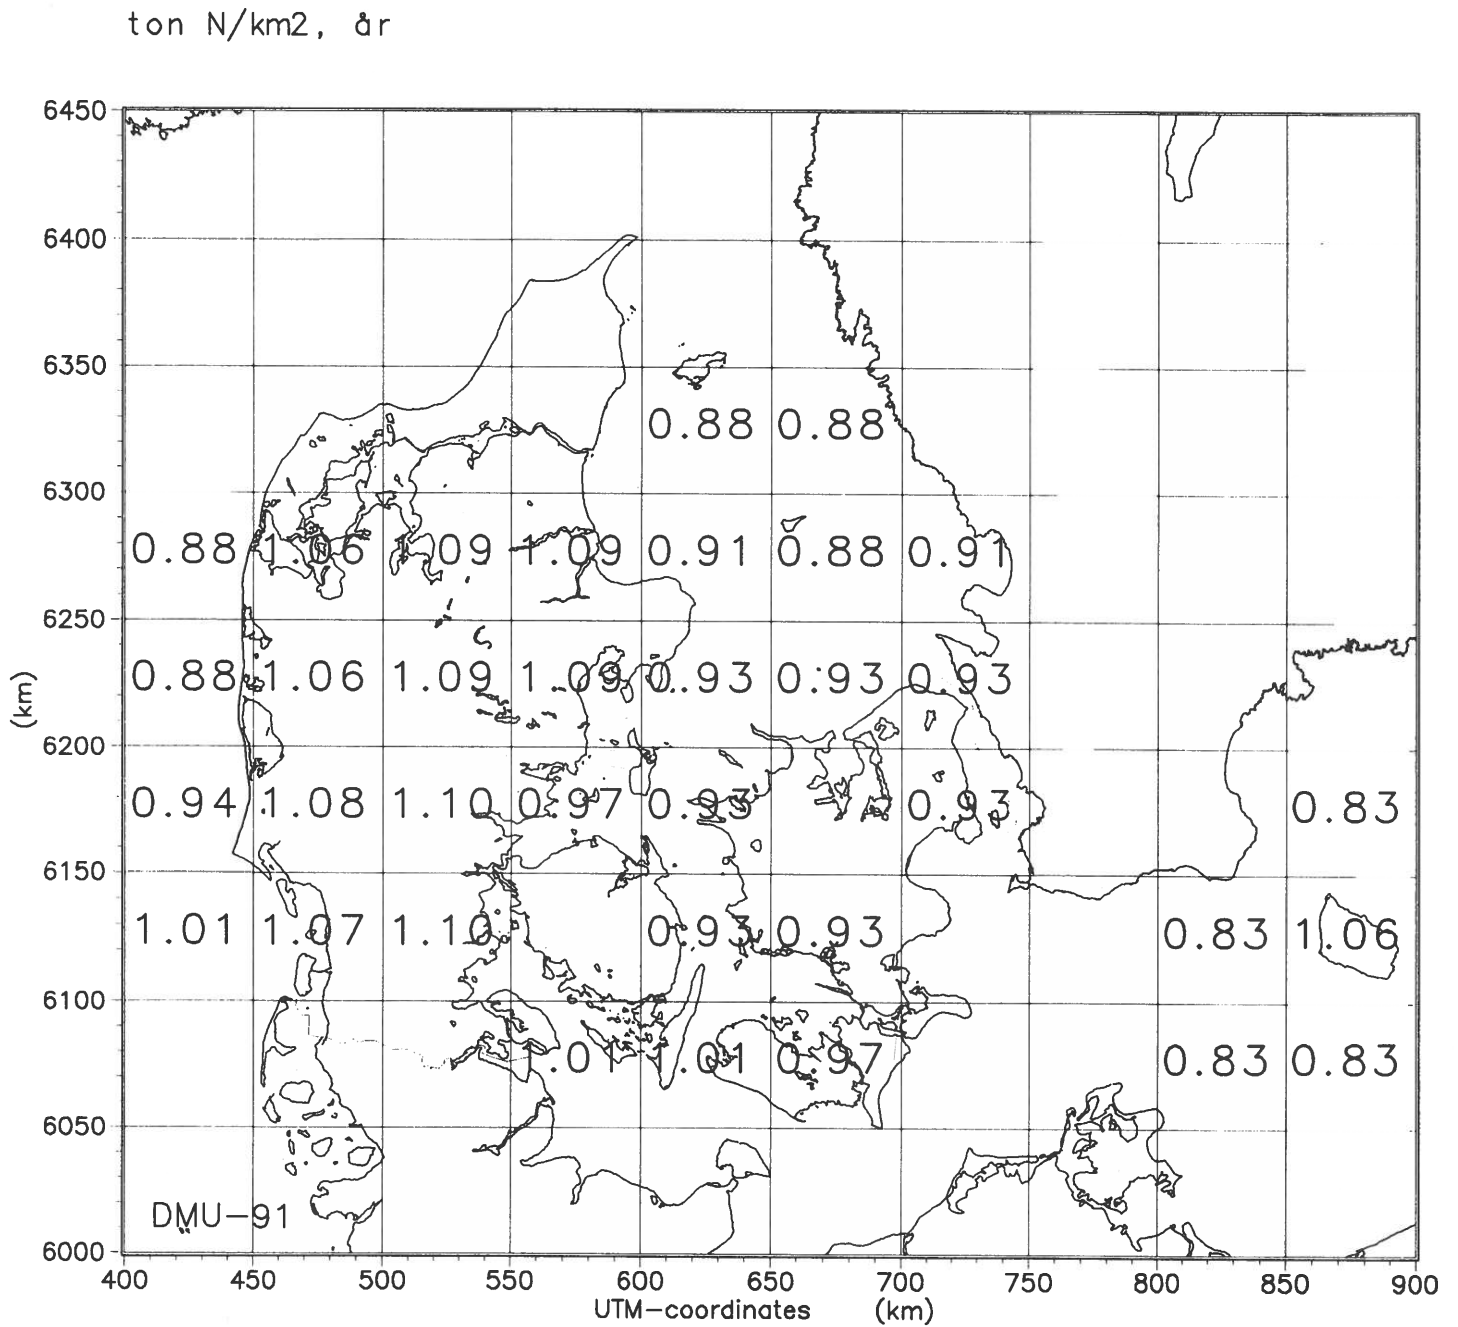 ton N/km2, år
6450
6400
6350
0.88 0.88
6300
0.88 1.06 1.09 1.09 0.91 0.88 0.91
6250
0.88 1.06 1.09 1.09 0.93 0.93 0.93
(km)
6200
0.94 1.08 1.10 0.97 0.93 0.93 0.83
6150
1.01 1.07 1.10 0.93 0.93 0.83 1.06
6100
1.01 1.01 0.97 0.83 0.83
6050
DMU-91
6000
400 450 500 550 600 650 700 750 800 850 900
UTM-coordinates (km)